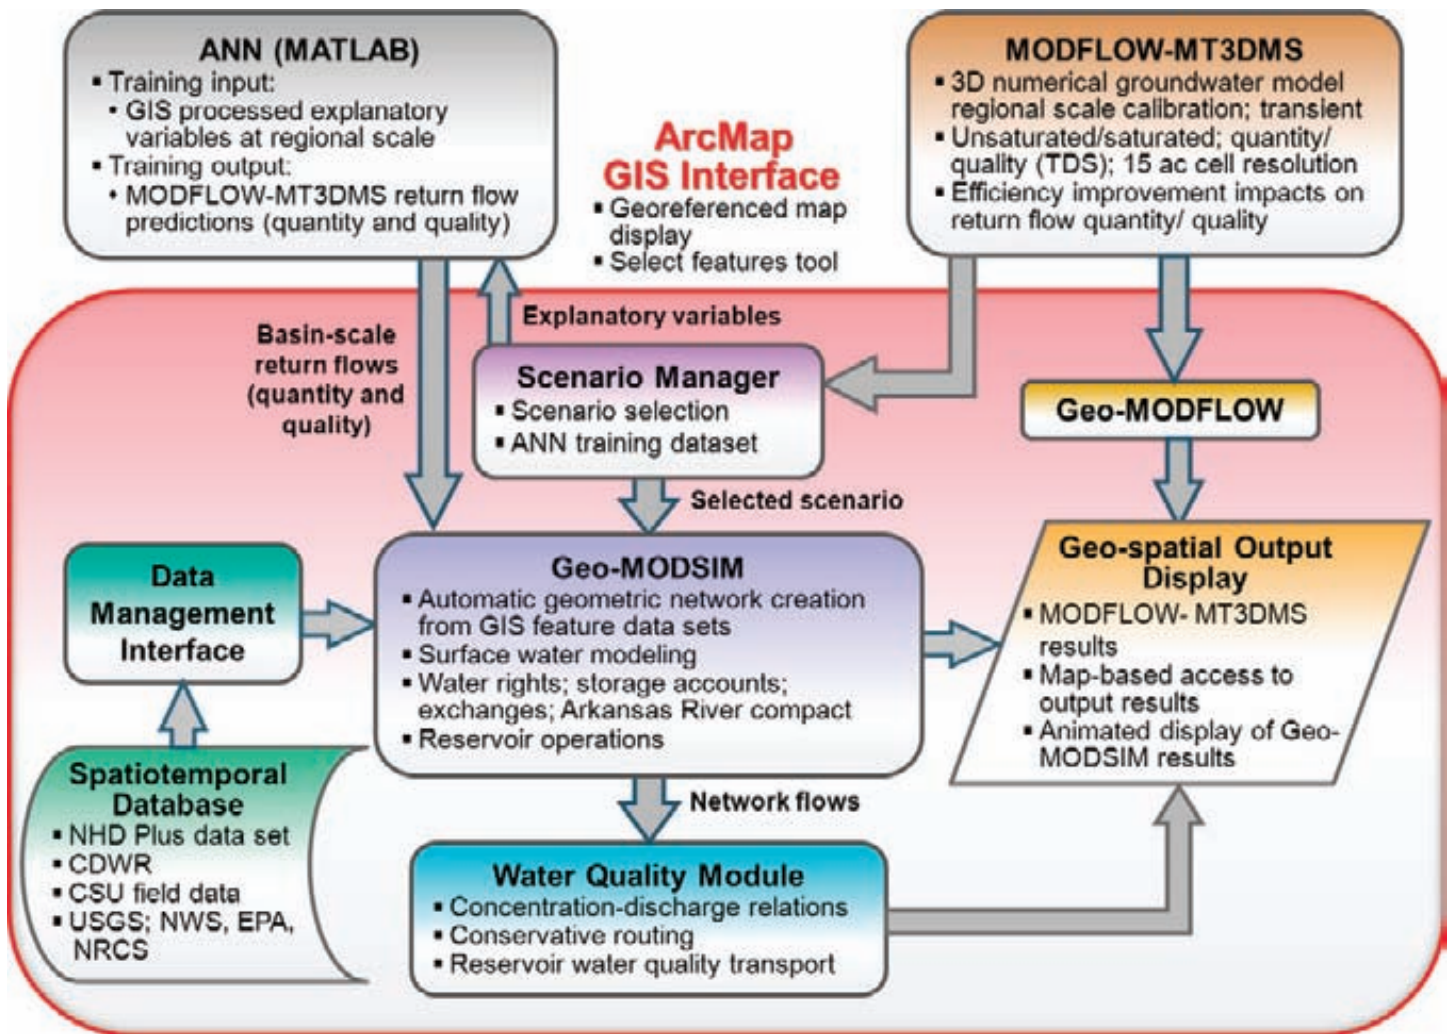 ANN (MATLAB)
▪ Training input:
• GIS processed explanatory
variables at regional scale
▪ Training output:
• MODFLOW-MT3DMS return flow
predictions (quantity and quality)
ArcMap
GIS Interface
▪ Georeferenced map
display
▪ Select features tool
MODFLOW-MT3DMS
▪ 3D numerical groundwater model
regional scale calibration; transient
▪ Unsaturated/saturated; quantity/
quality (TDS); 15 ac cell resolution
▪ Efficiency improvement impacts on
return flow quantity/ quality
Basin-scale
return flows
(quantity and
quality)
Explanatory variables
Scenario Manager
▪ Scenario selection
▪ ANN training dataset
Geo-MODFLOW
Selected scenario
Data
Management
Interface
Geo-MODSIM
▪ Automatic geometric network creation
from GIS feature data sets
▪ Surface water modeling
▪ Water rights; storage accounts;
exchanges; Arkansas River compact
▪ Reservoir operations
Geo-spatial Output
Display
▪ MODFLOW- MT3DMS
results
▪ Map-based access to
output results
▪ Animated display of Geo-
MODSIM results
Spatiotemporal
Database
▪ NHD Plus data set
▪ CDWR
▪ CSU field data
▪ USGS; NWS, EPA,
NRCS
Network flows
Water Quality Module
▪ Concentration-discharge relations
▪ Conservative routing
▪ Reservoir water quality transport